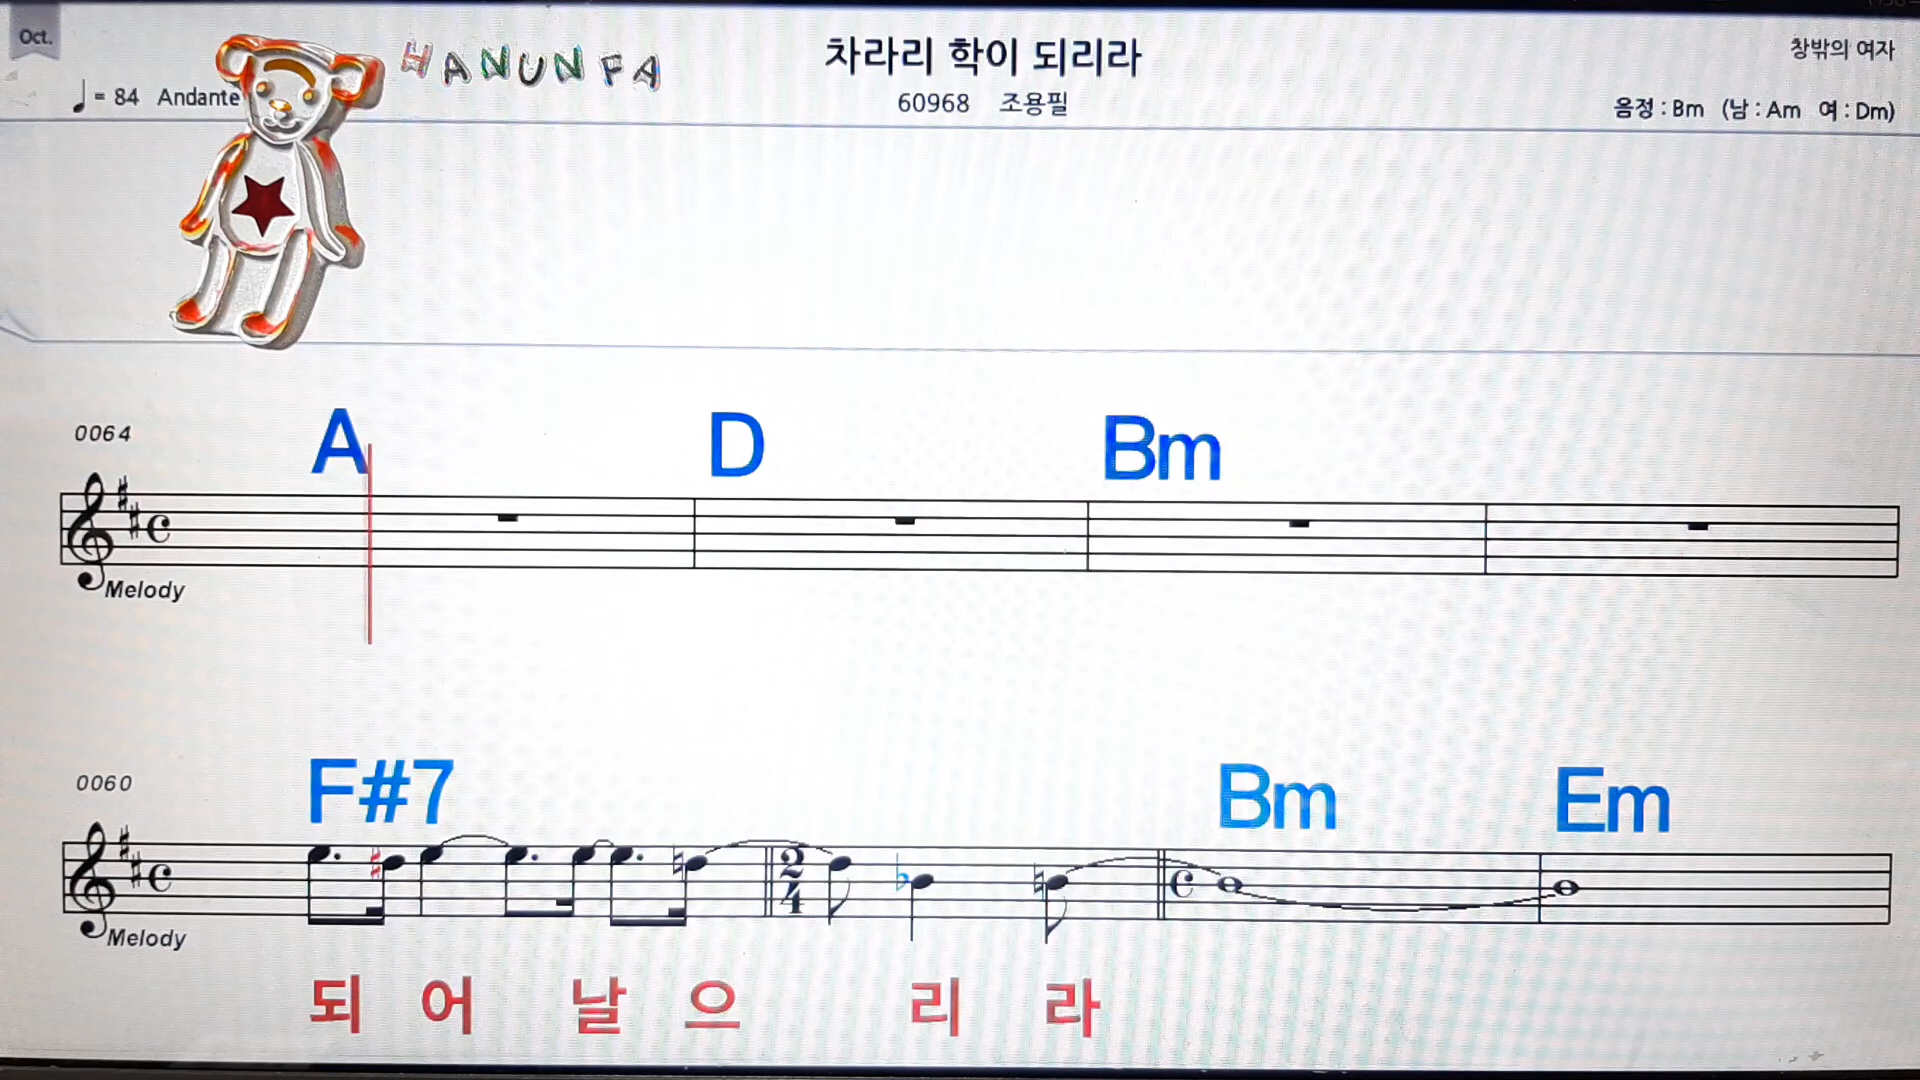 Oct.
HANUNFA
차라리 학이 되리라
창밖의 여자
♩= 84 Andante
60968 조용필
음정 : Bm (남 : Am 여 : Dm)
0064
A D Bm
Melody
0060
F#7 Bm Em
2
4
Melody
되 어 날 으 리 라